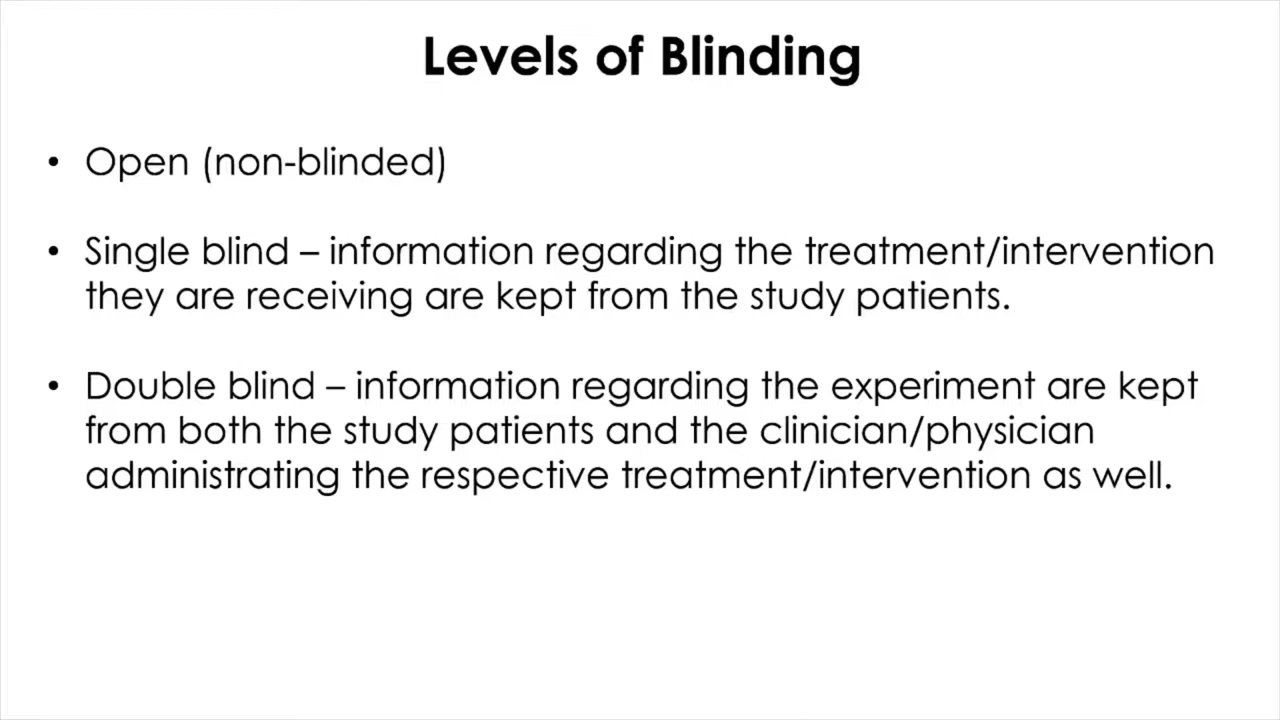 Levels of Blinding
• Open (non-blinded)
• Single blind – information regarding the treatment/intervention
they are receiving are kept from the study patients.
• Double blind – information regarding the experiment are kept
from both the study patients and the clinician/physician
administrating the respective treatment/intervention as well.